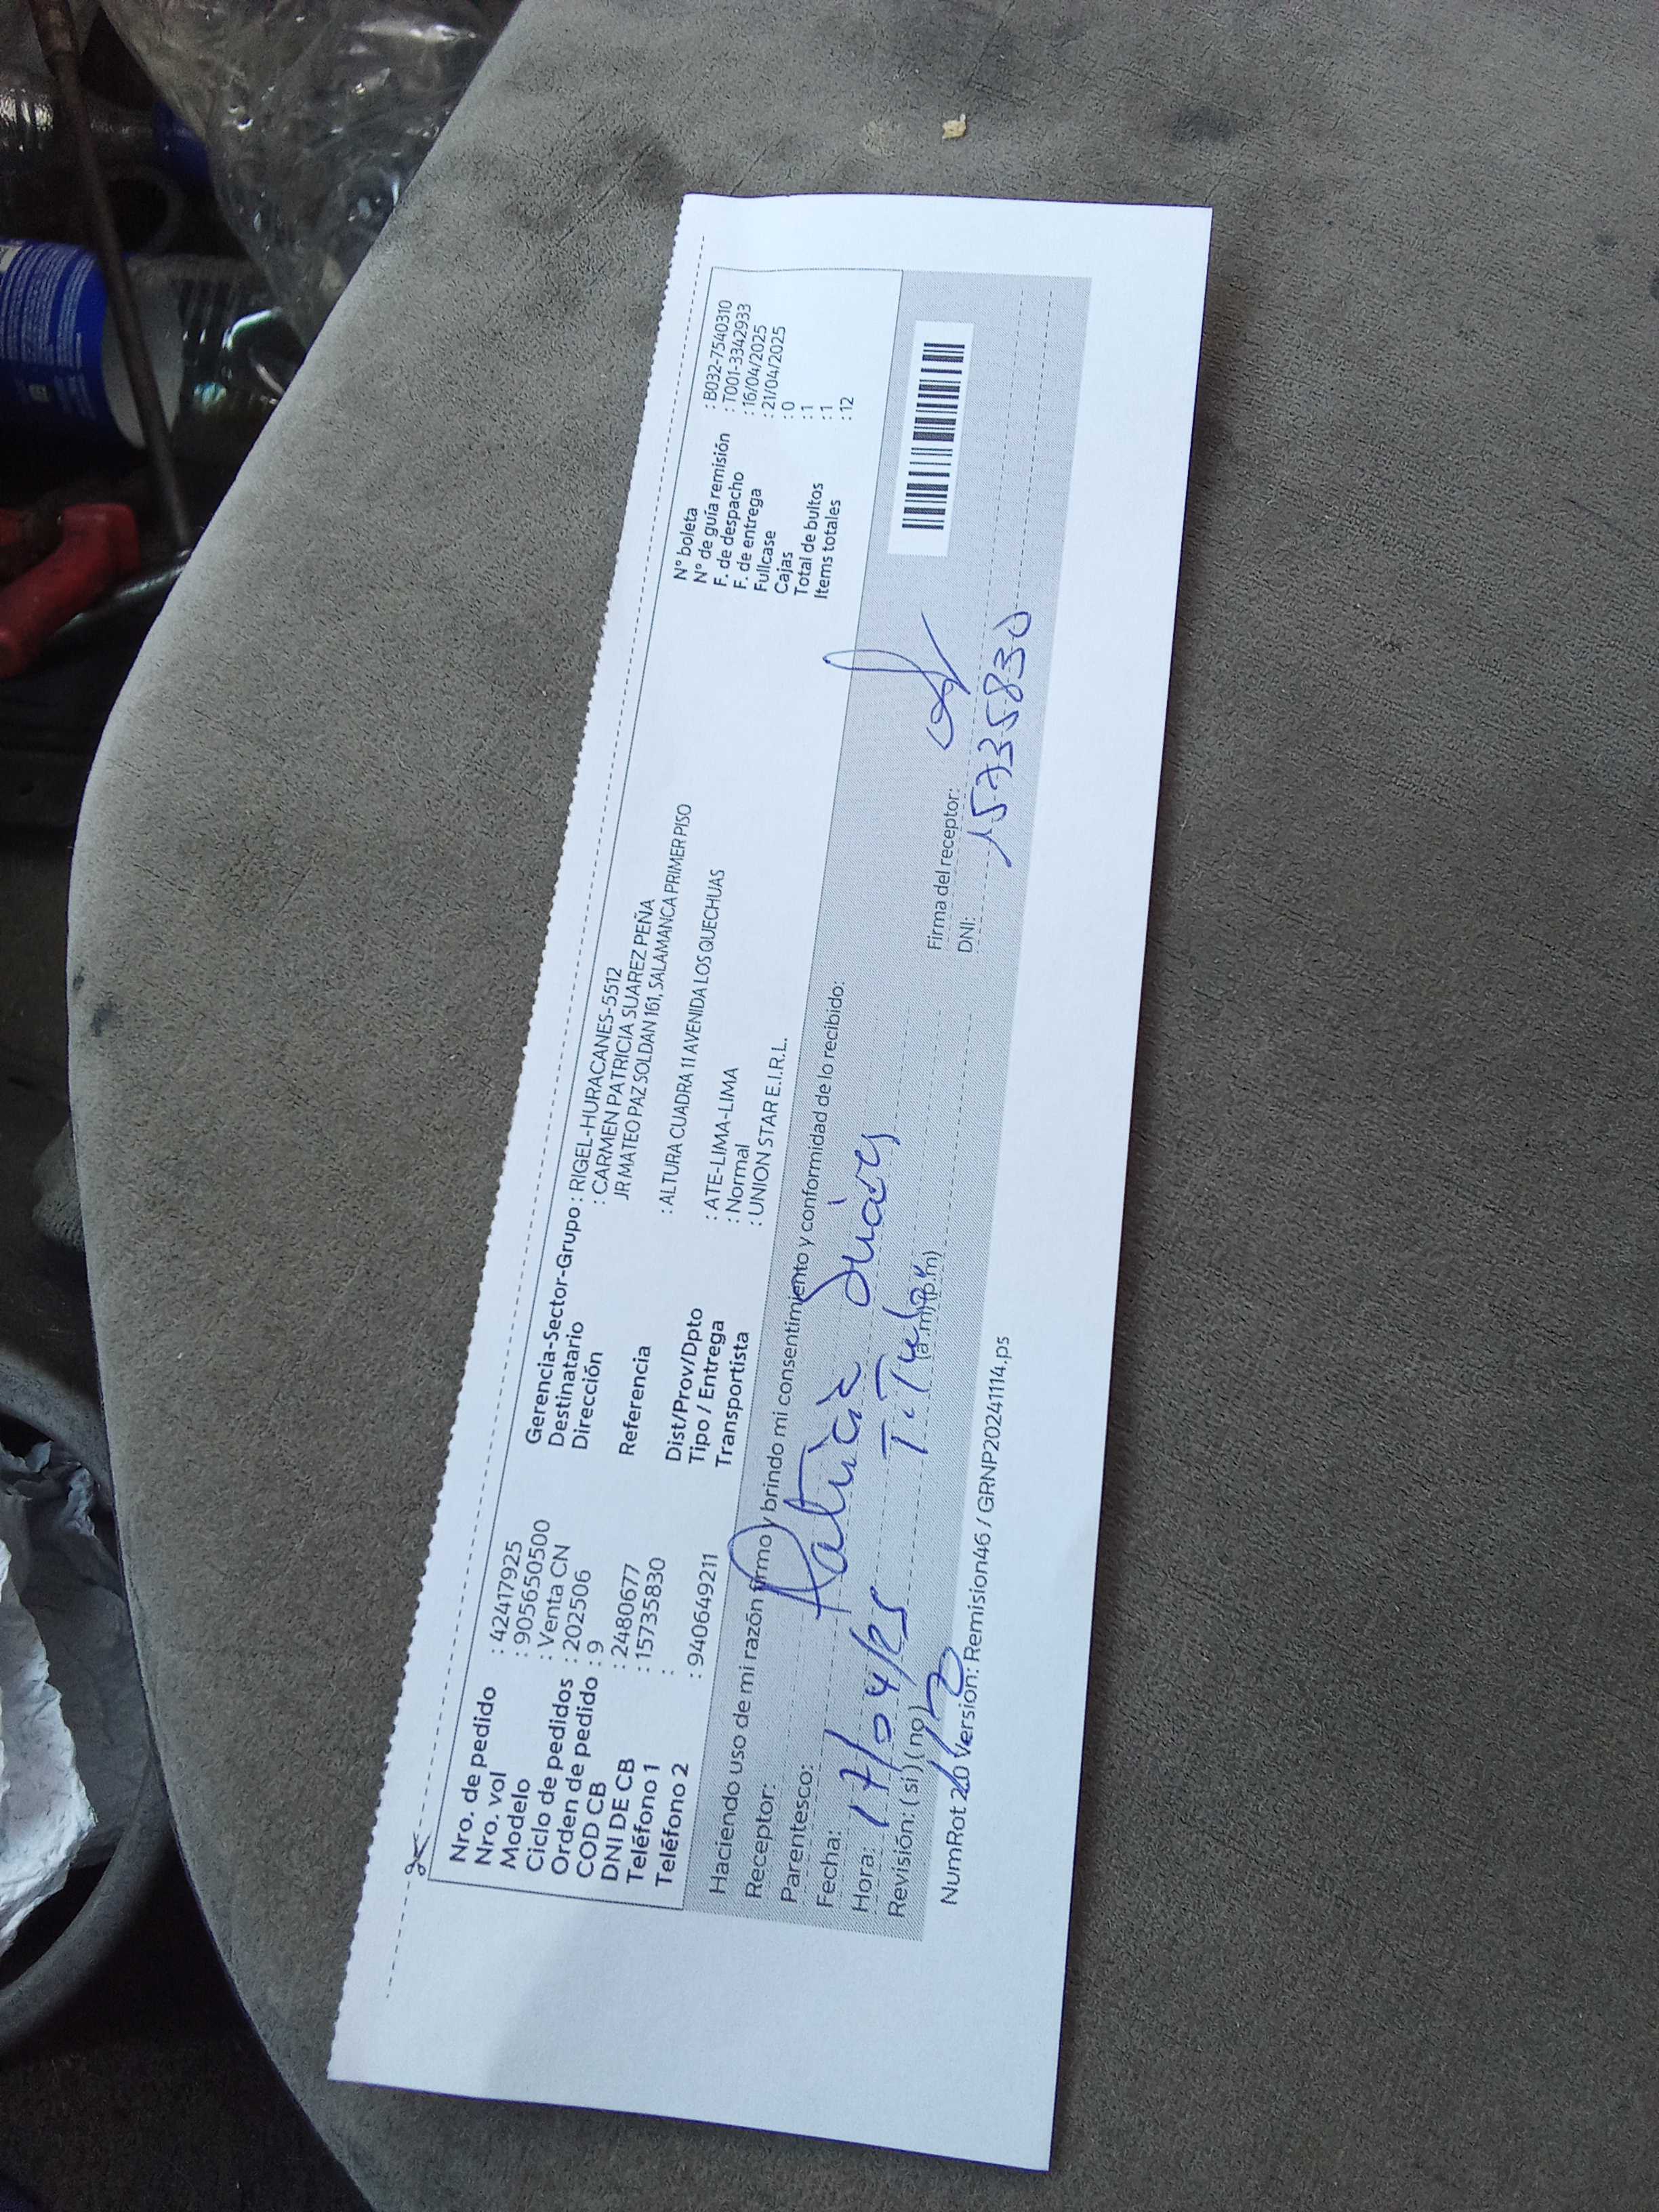 Nro. de pedido : 42417925
Nro. vol : 905650500
Modelo : Venta CN
Ciclo de pedidos : 202506
Orden de pedido : 9
COD CB : 2480677
DNI DE CB : 15735830
Teléfono 1 :
Teléfono 2 : 940649211
Gerencia-Sector-Grupo : RIGEL-HURACANES-5512
Destinatario : CARMEN PATRICIA SUAREZ PEÑA
Dirección JR MATEO PAZ SOLDAN 161, SALAMANCA PRIMER PISO
Referencia : ALTURA CUADRA 11 AVENIDA LOS QUECHUAS
Dist/Prov/Dpto : ATE-LIMA-LIMA
Tipo / Entrega : Normal
Transportista : UNION STAR E.I.R.L.
N° boleta : B032-7540310
N° de guía remisión : T001-3342933
F. de despacho : 16/04/2025
F. de entrega : 21/04/2025
Fullcase : 0
Cajas : 1
Total de bultos : 1
Items totales : 12
Haciendo uso de mi razón firmo y brindo mi consentimiento y conformidad de lo recibido:
Receptor: Patricia Suárez
Parentesco: Titular
Fecha: 17/04/25
Hora: (a.m) (p.m)
Revisión: ( si ) ( no )
Firma del receptor:
DNI: 15735830
NumRot 20 Version: Remision46 / GRNP20241114.ps